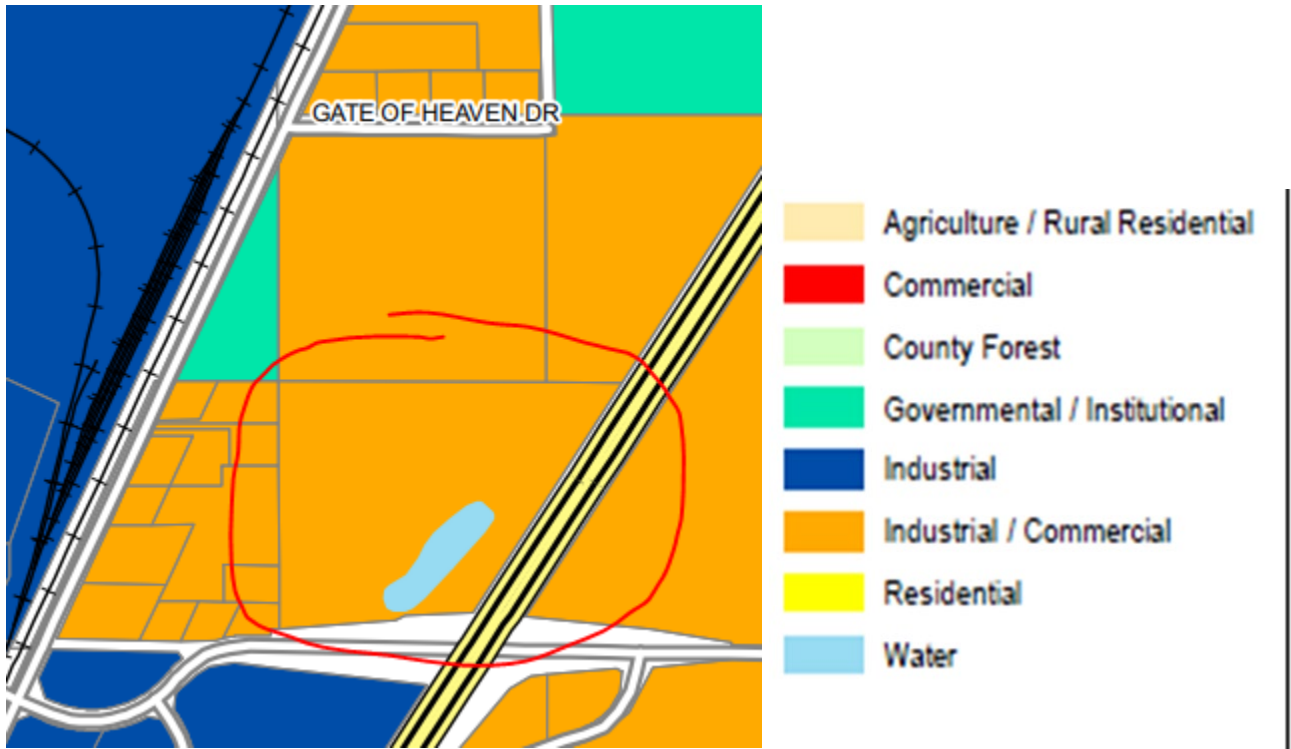 GATE OF HEAVEN DR
Agriculture / Rural Residential
Commercial
County Forest
Governmental / Institutional
Industrial
Industrial / Commercial
Residential
Water